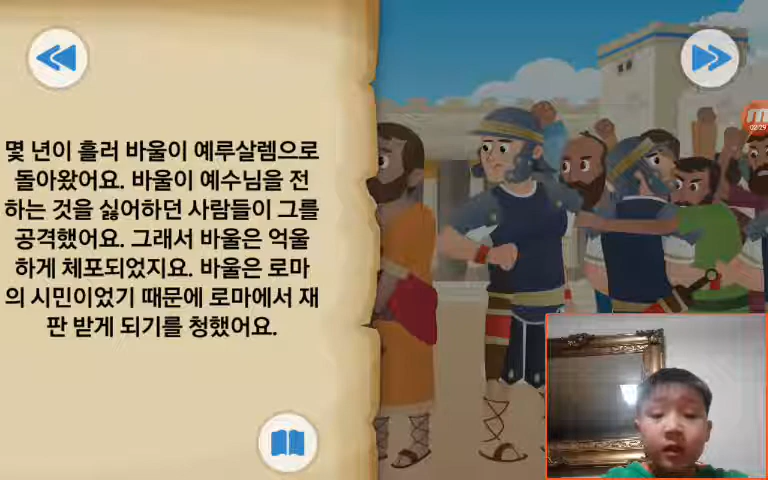 몇 년이 흘러 바울이 예루살렘으로
돌아왔어요. 바울이 예수님을 전
하는 것을 싫어하던 사람들이 그를
공격했어요. 그래서 바울은 억울
하게 체포되었지요. 바울은 로마
의 시민이었기 때문에 로마에서 재
판 받게 되기를 청했어요.
02:29